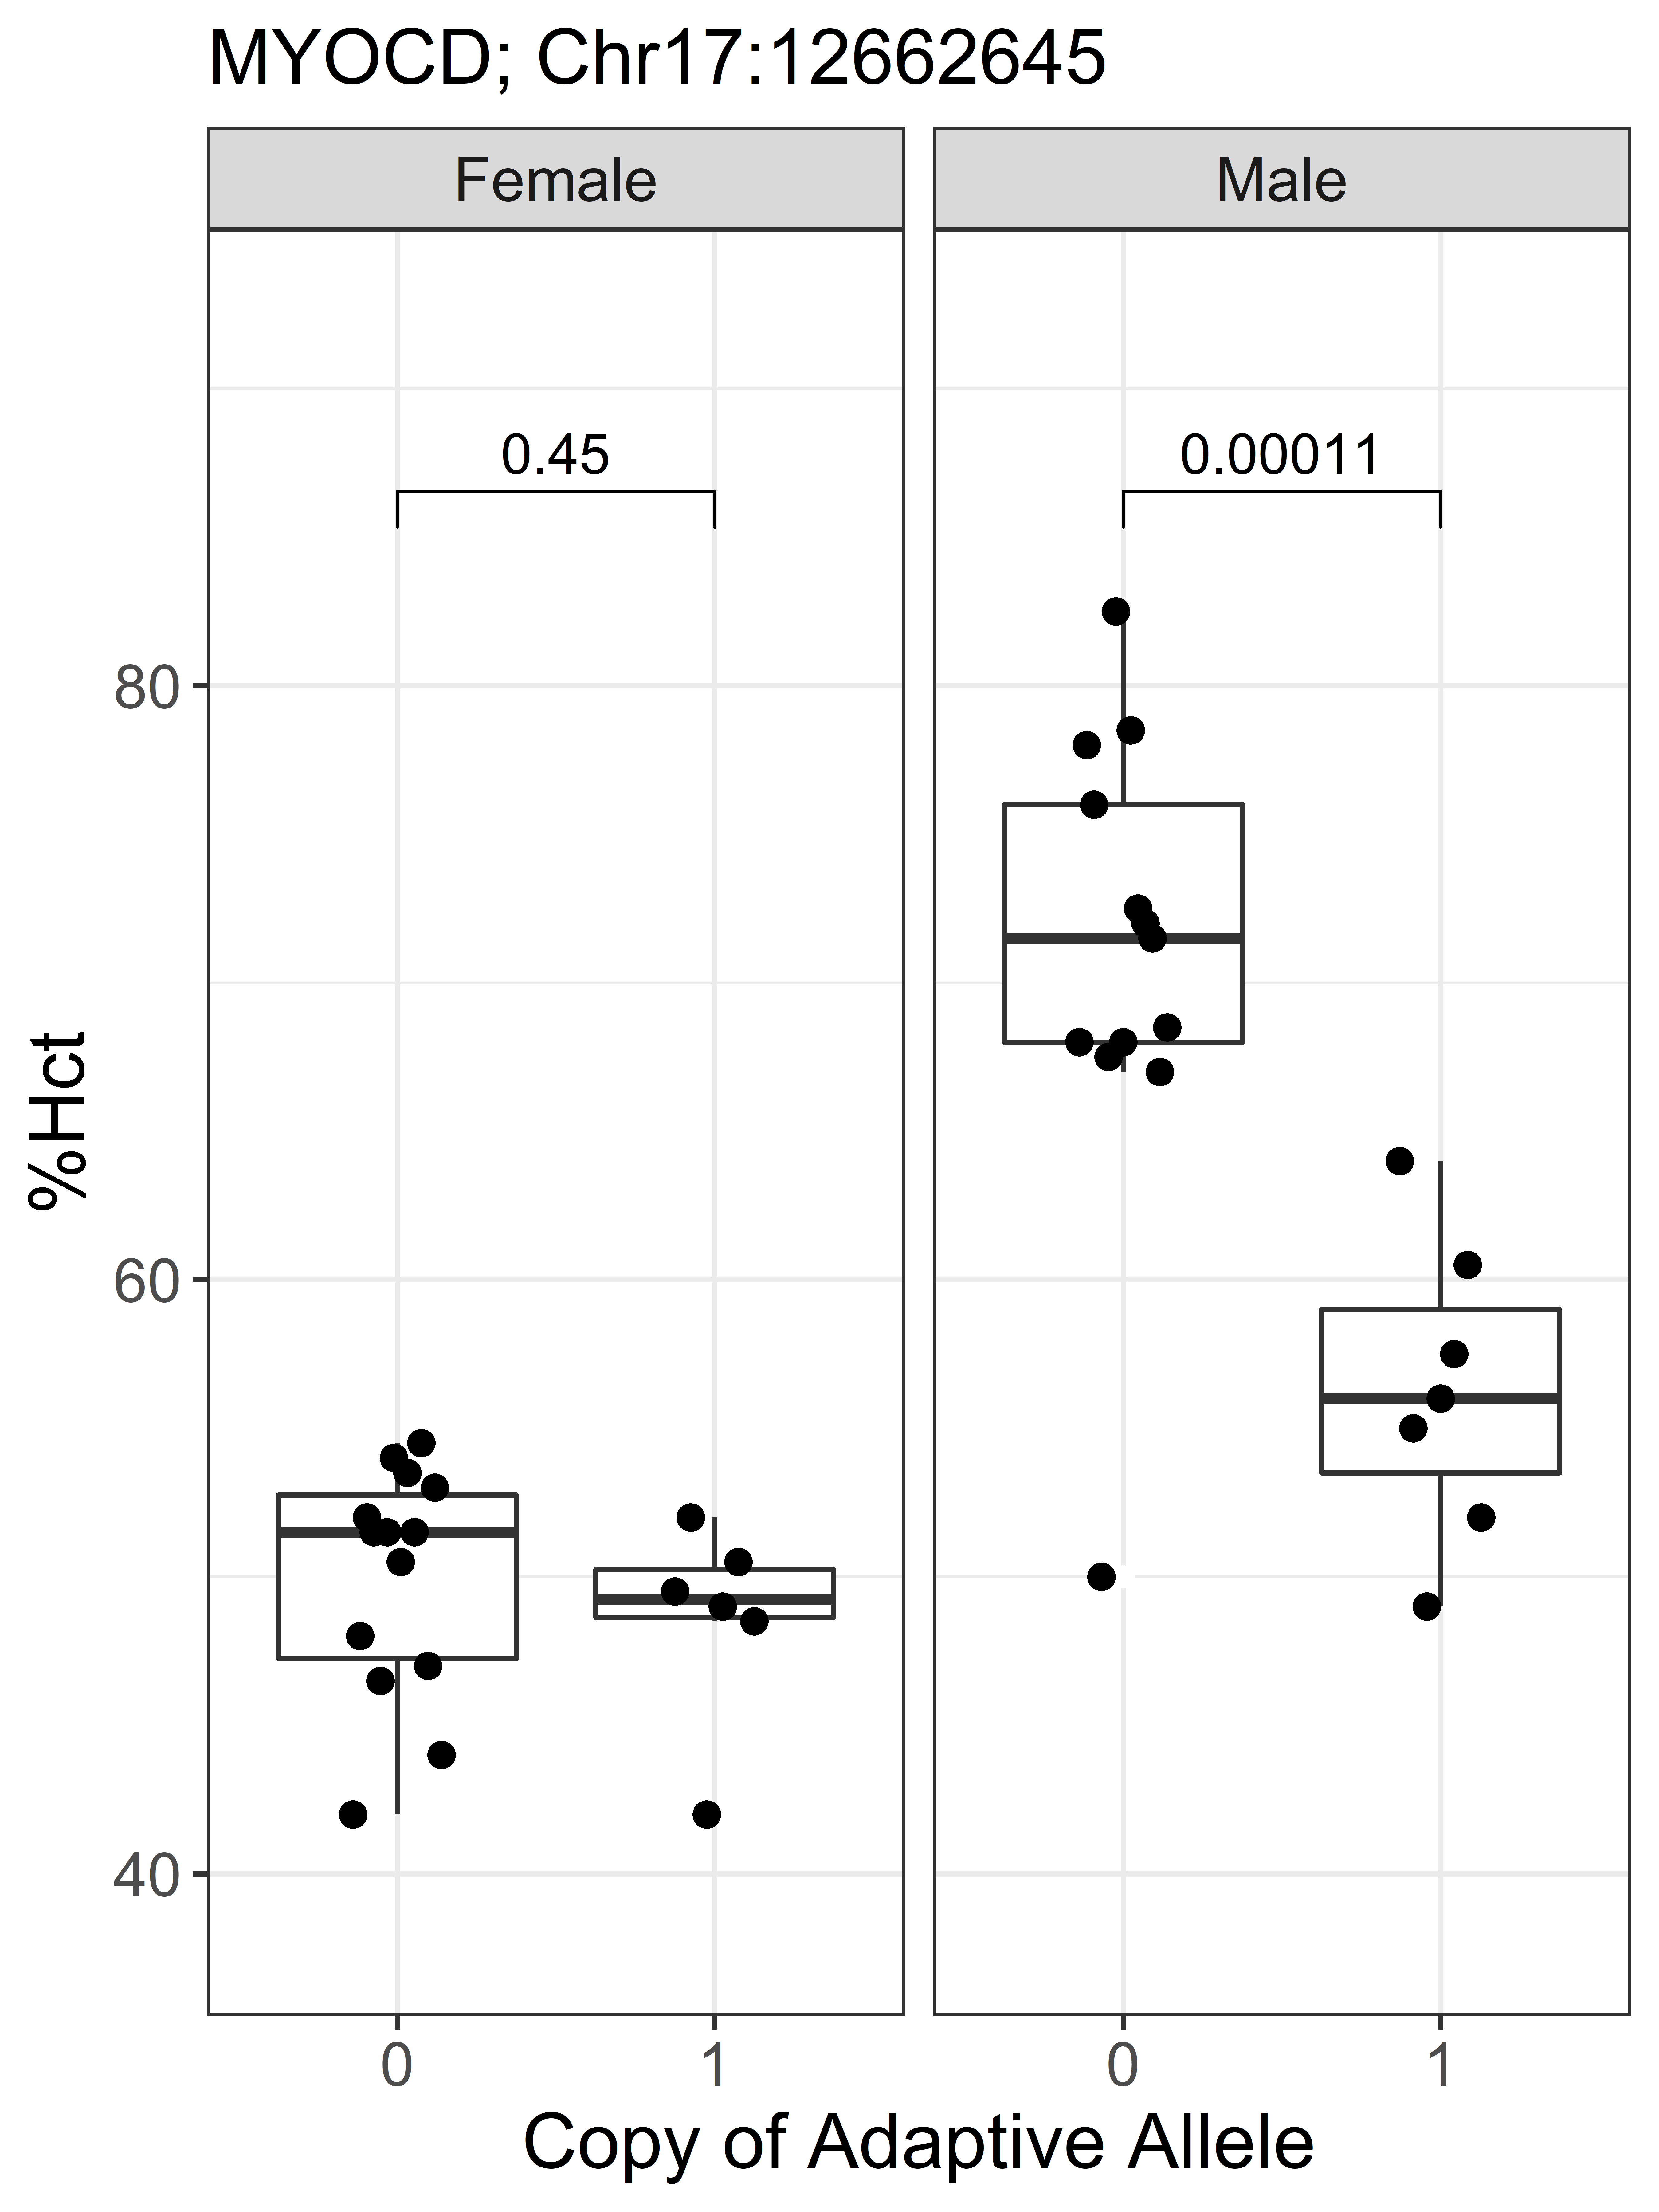 MYOCD; Chr17:12662645
Female
Male
0.45
0.00011
80
60
40
%Hct
0
1
0
1
Copy of Adaptive Allele